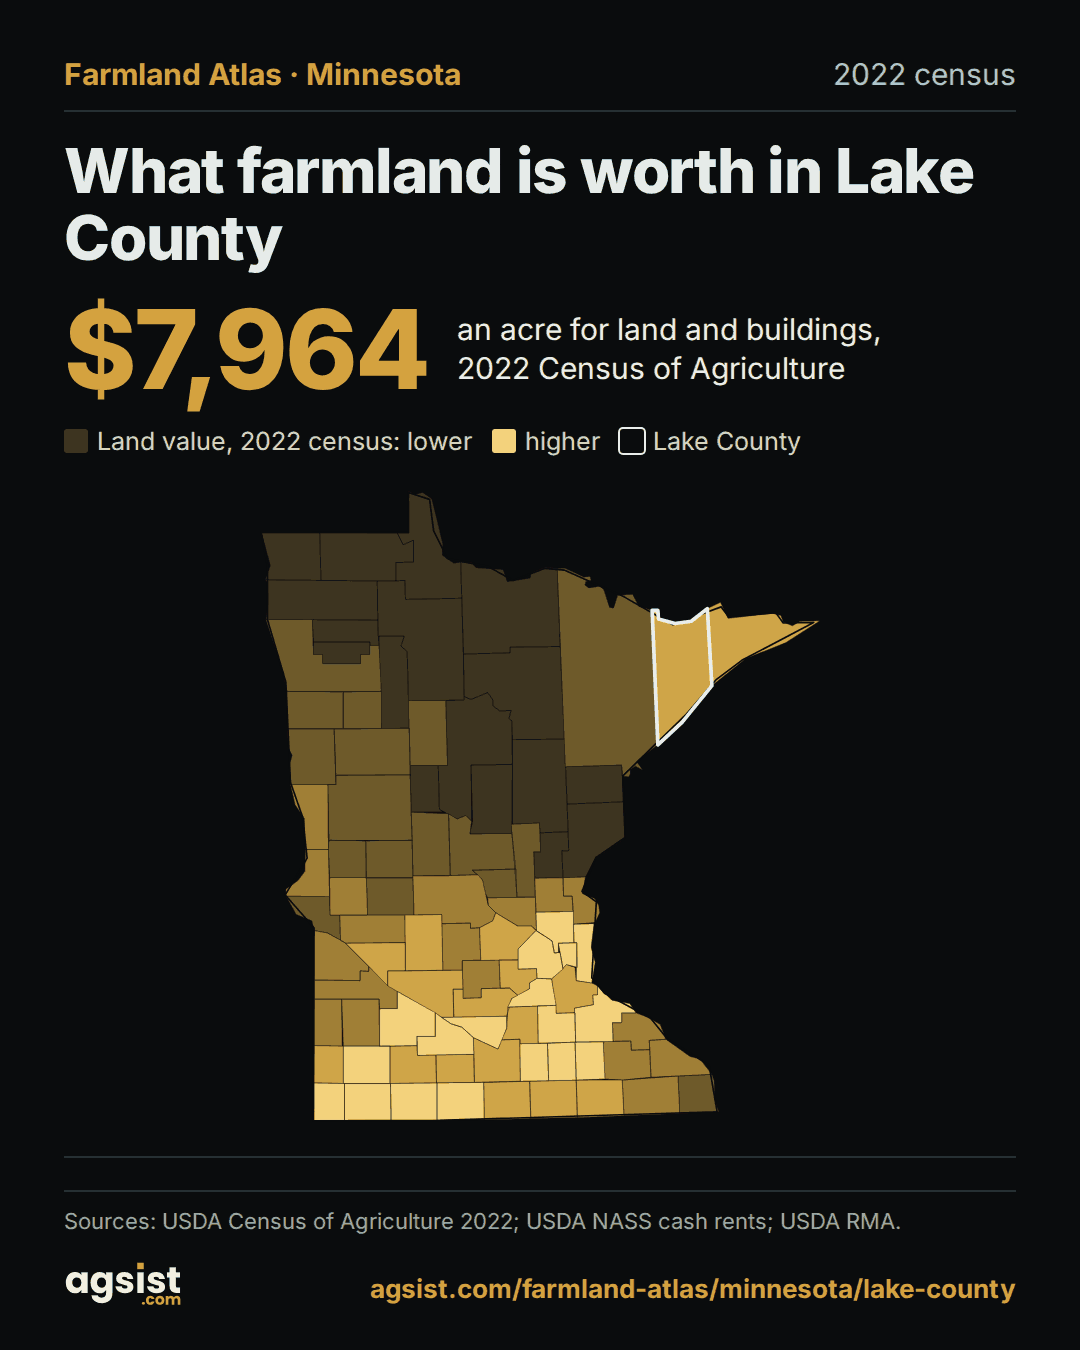 Farmland Atlas · Minnesota
2022 census
What farmland is worth in Lake
County
$7,964
an acre for land and buildings,
2022 Census of Agriculture
Land value, 2022 census: lower
higher
Lake County
Sources: USDA Census of Agriculture 2022; USDA NASS cash rents; USDA RMA.
agsist
.com
agsist.com/farmland-atlas/minnesota/lake-county